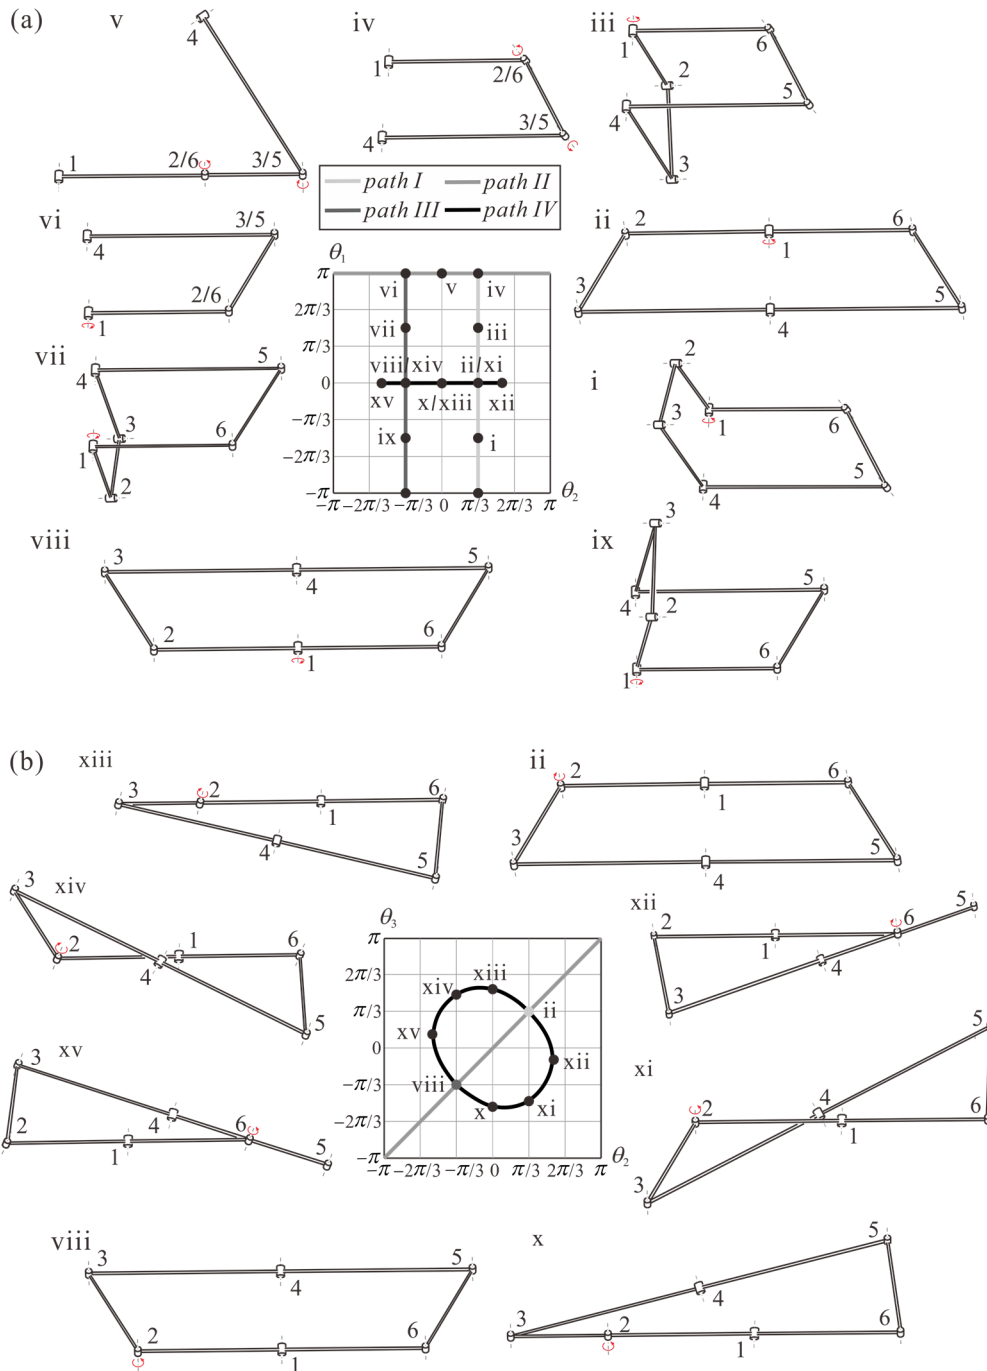 (a)
v
4
1
2/6
3/5
iv
1
2/6
3/5
4
iii
1
6
2
5
4
3
path I
path II
path III
path IV
vi
3/5
4
2/6
1
ii
2
6
1
3
5
4
θ₁
π
2π/3
π/3
0
−π/3
−2π/3
−π
vi
v
iv
vii
iii
viii/xiv
ii/xi
xv
x/xiii
xii
ix
i
−π
−2π/3
−π/3
0
π/3
2π/3
π
θ₂
vii
5
4
3
6
1
2
i
2
3
1
6
5
4
viii
3
5
4
2
6
1
ix
3
5
4
2
6
1
(b)
xiii
3
2
6
1
4
5
ii
2
6
1
3
5
4
xiv
3
2
1
6
4
5
xii
5
2
6
1
4
3
θ₃
π
2π/3
π/3
0
−π/3
−2π/3
−π
xiii
xiv
ii
xv
xii
viii
x
xi
−π
−2π/3
−π/3
0
π/3
2π/3
π
θ₂
xv
3
4
2
6
1
5
xi
5
4
2
6
1
3
viii
3
5
4
2
6
1
x
5
4
3
2
6
1